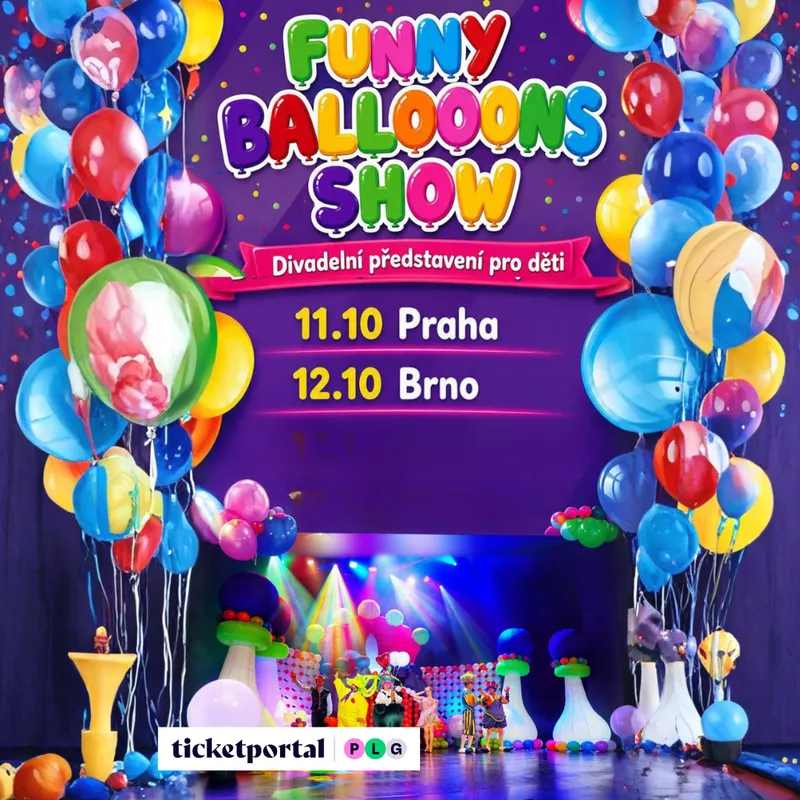 FUNNY
BALLOOONS
SHOW
Divadelní představení pro děti
11.10 Praha
12.10 Brno
ticketportal PLG